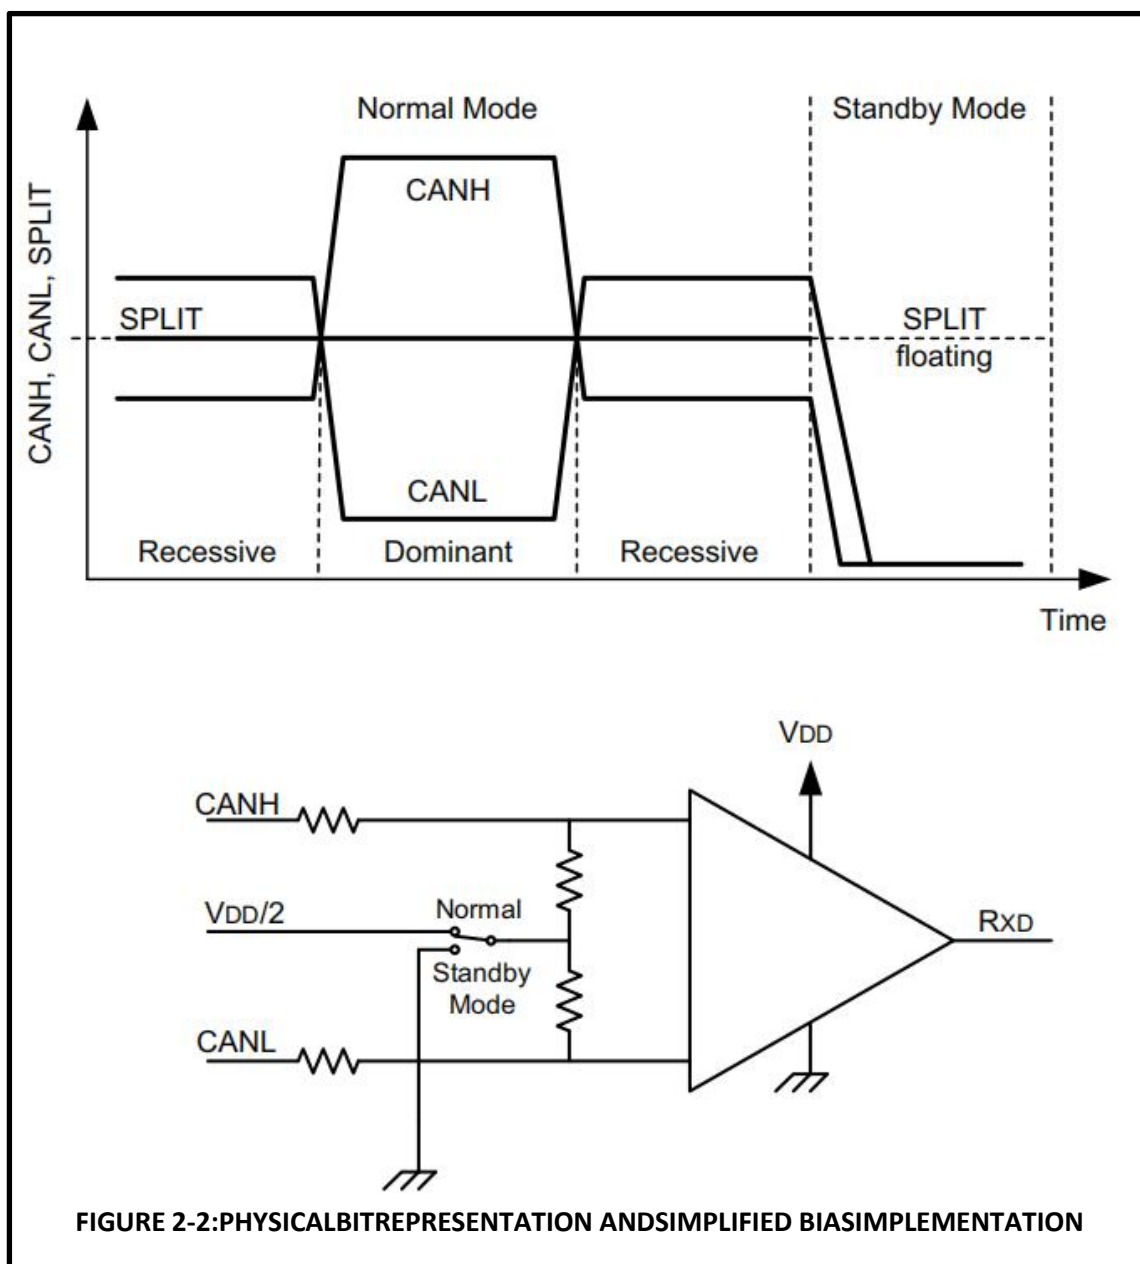 Normal Mode
Standby Mode
CANH, CANL, SPLIT
CANH
SPLIT
SPLIT
floating
CANL
Recessive
Dominant
Recessive
Time
VDD
CANH
VDD/2
Normal
RXD
Standby
Mode
CANL
FIGURE 2-2:PHYSICALBITREPRESENTATION ANDSIMPLIFIED BIASIMPLEMENTATION